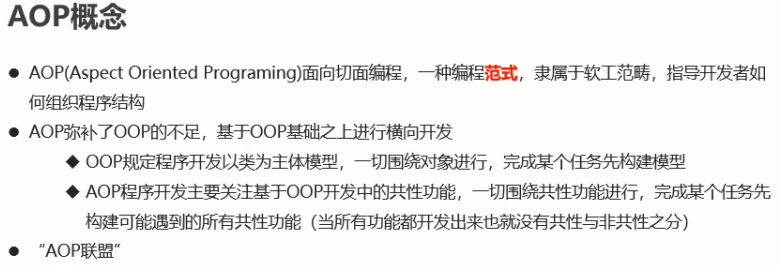 AOP概念
● AOP(Aspect Oriented Programing)面向切面编程，一种编程范式，隶属于软工范畴，指导开发者如
何组织程序结构
● AOP弥补了OOP的不足，基于OOP基础之上进行横向开发
◆ OOP规定程序开发以类为主体模型，一切围绕对象进行，完成某个任务先构建模型
◆ AOP程序开发主要关注基于OOP开发中的共性功能，一切围绕共性功能进行，完成某个任务先
构建可能遇到的所有共性功能（当所有功能都开发出来也就没有共性与非共性之分）
● “AOP联盟”